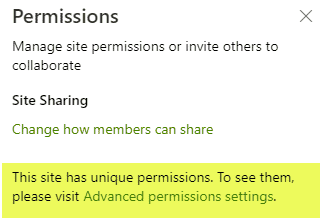 Permissions
Manage site permissions or invite others to
collaborate
Site Sharing
Change how members can share
This site has unique permissions. To see them,
please visit Advanced permissions settings.